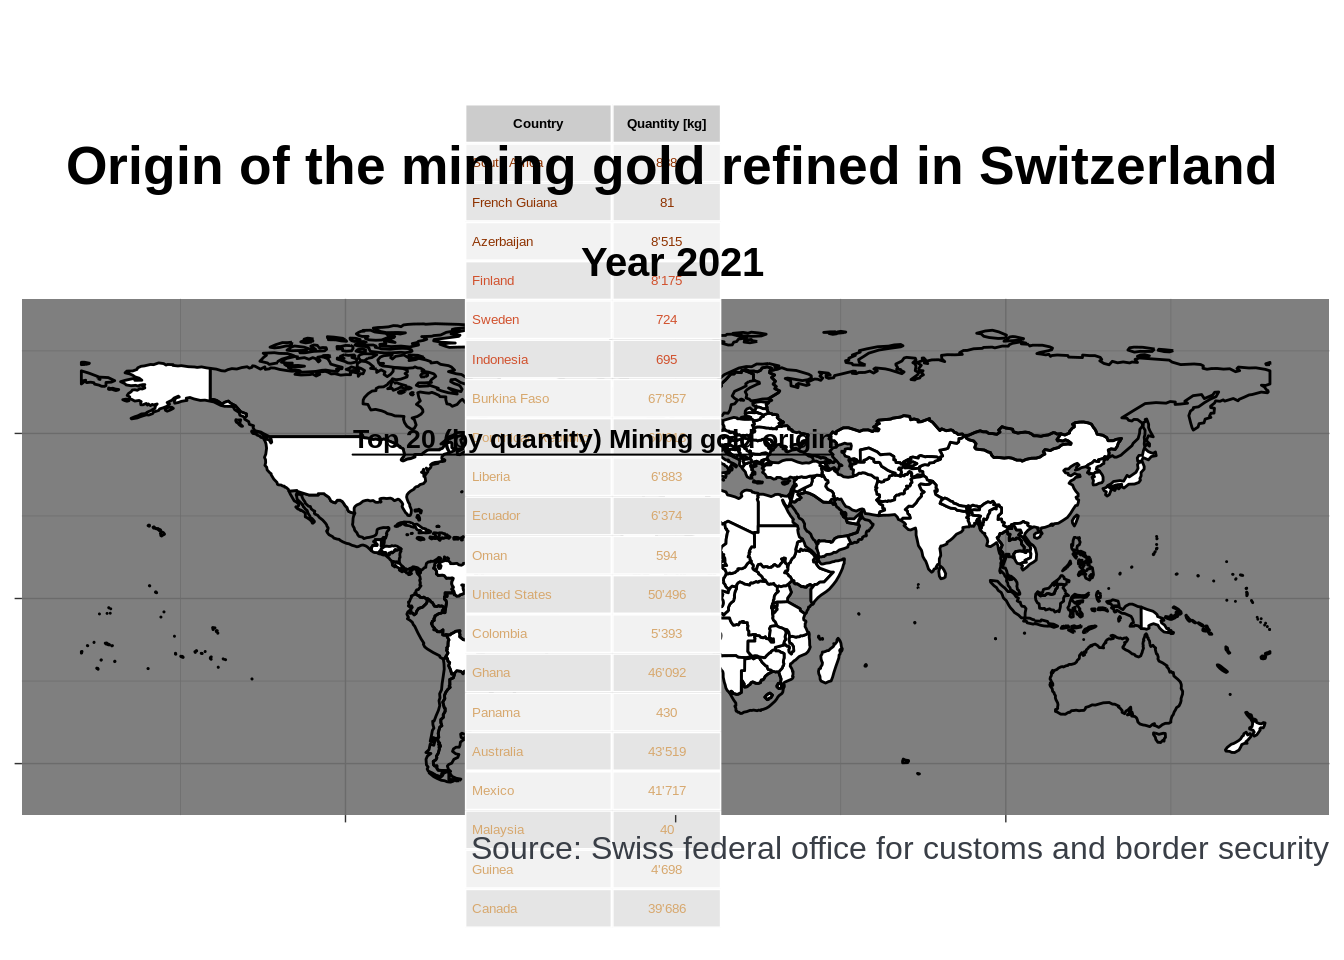 Country Quantity [kg]
Origin of the mining gold refined in Switzerland
South Africa
French Guiana 81
Azerbaijan 8'515
Year 2021
Finland 8'175
Sweden 724
Indonesia 695
Burkina Faso 67'857
Top 20 (by quantity) Mining gold origin
Liberia 6'883
Ecuador 6'374
Oman 594
United States 50'496
Colombia 5'393
Ghana 46'092
Panama 430
Australia 43'519
Mexico 41'717
Malaysia 40
Source: Swiss federal office for customs and border security
Guinea 4'698
Canada 39'686